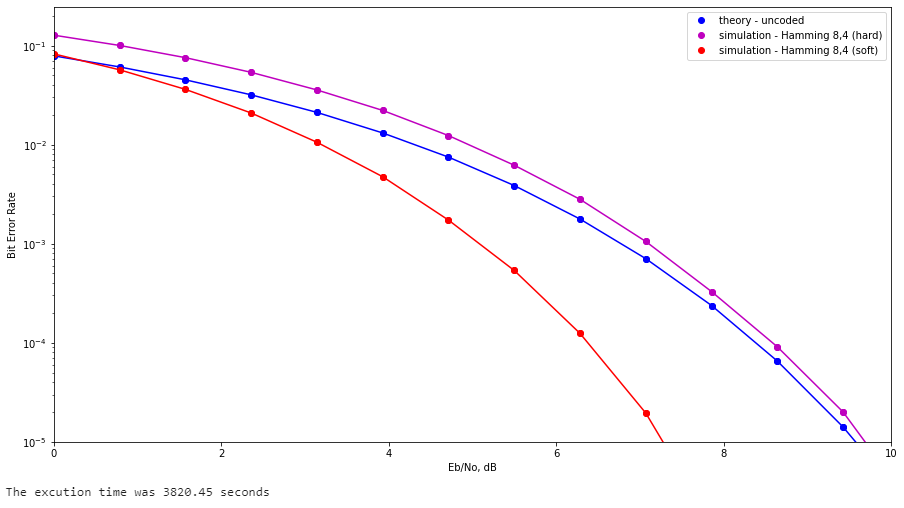 theory - uncoded
simulation - Hamming 8,4 (hard)
simulation - Hamming 8,4 (soft)
10⁻¹
10⁻²
10⁻³
10⁻⁴
10⁻⁵
Bit Error Rate
0 2 4 6 8 10
Eb/No, dB
The excution time was 3820.45 seconds